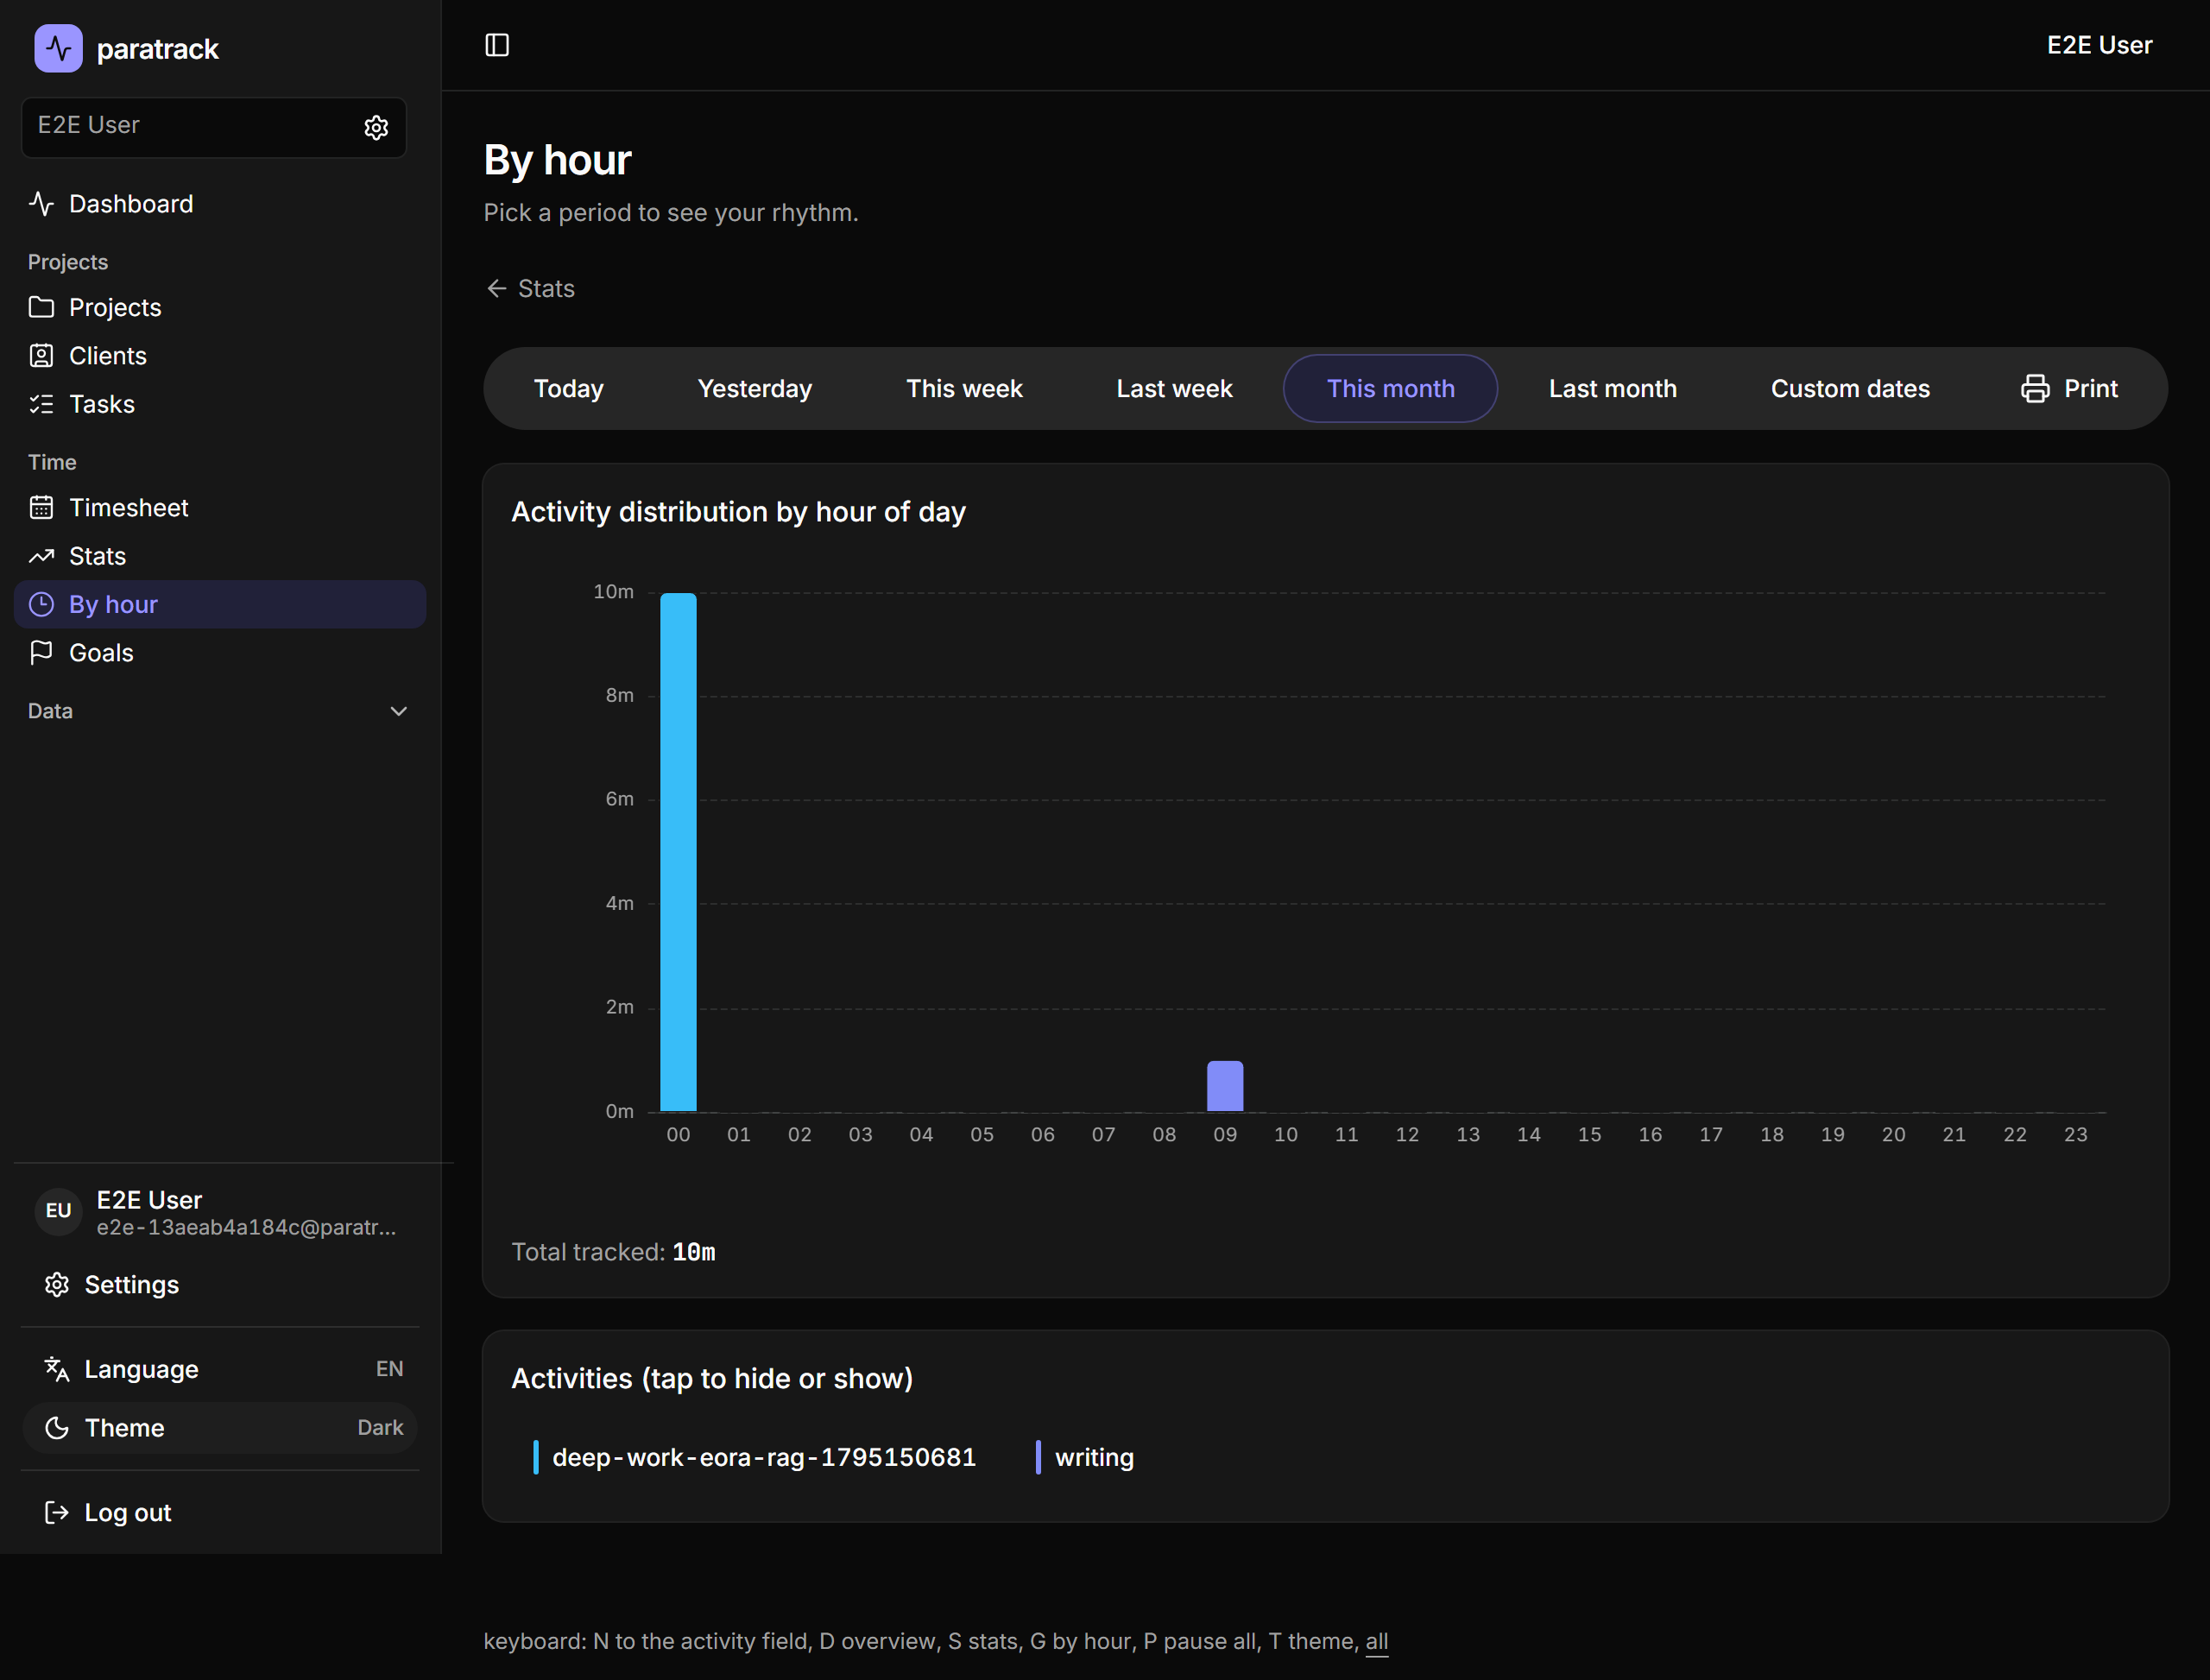 paratrack
E2E User
E2E User
Dashboard
Projects
Projects
Clients
Tasks
Time
Timesheet
Stats
By hour
Goals
Data
EU
E2E User
e2e-13aeab4a184c@paratr...
Settings
Language EN
Theme Dark
Log out
By hour
Pick a period to see your rhythm.
Stats
Today Yesterday This week Last week This month Last month Custom dates Print
Activity distribution by hour of day
10m
8m
6m
4m
2m
0m
00 01 02 03 04 05 06 07 08 09 10 11 12 13 14 15 16 17 18 19 20 21 22 23
Total tracked: 10m
Activities (tap to hide or show)
deep-work-eora-rag-1795150681 writing
keyboard: N to the activity field, D overview, S stats, G by hour, P pause all, T theme, all